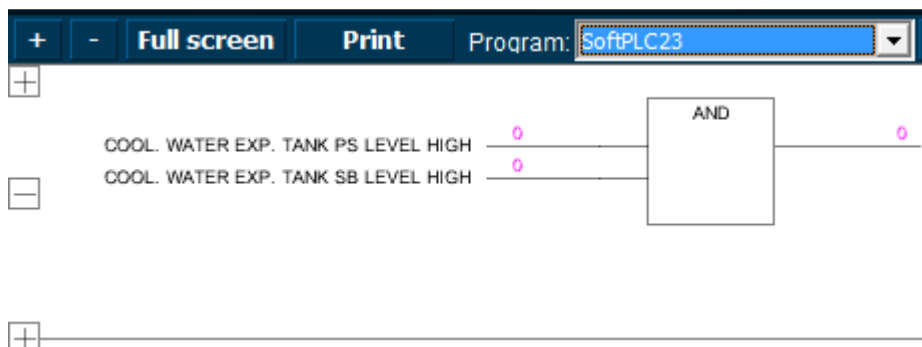 + - Full screen Print Program: SoftPLC23
AND
COOL. WATER EXP. TANK PS LEVEL HIGH 0 0
COOL. WATER EXP. TANK SB LEVEL HIGH 0